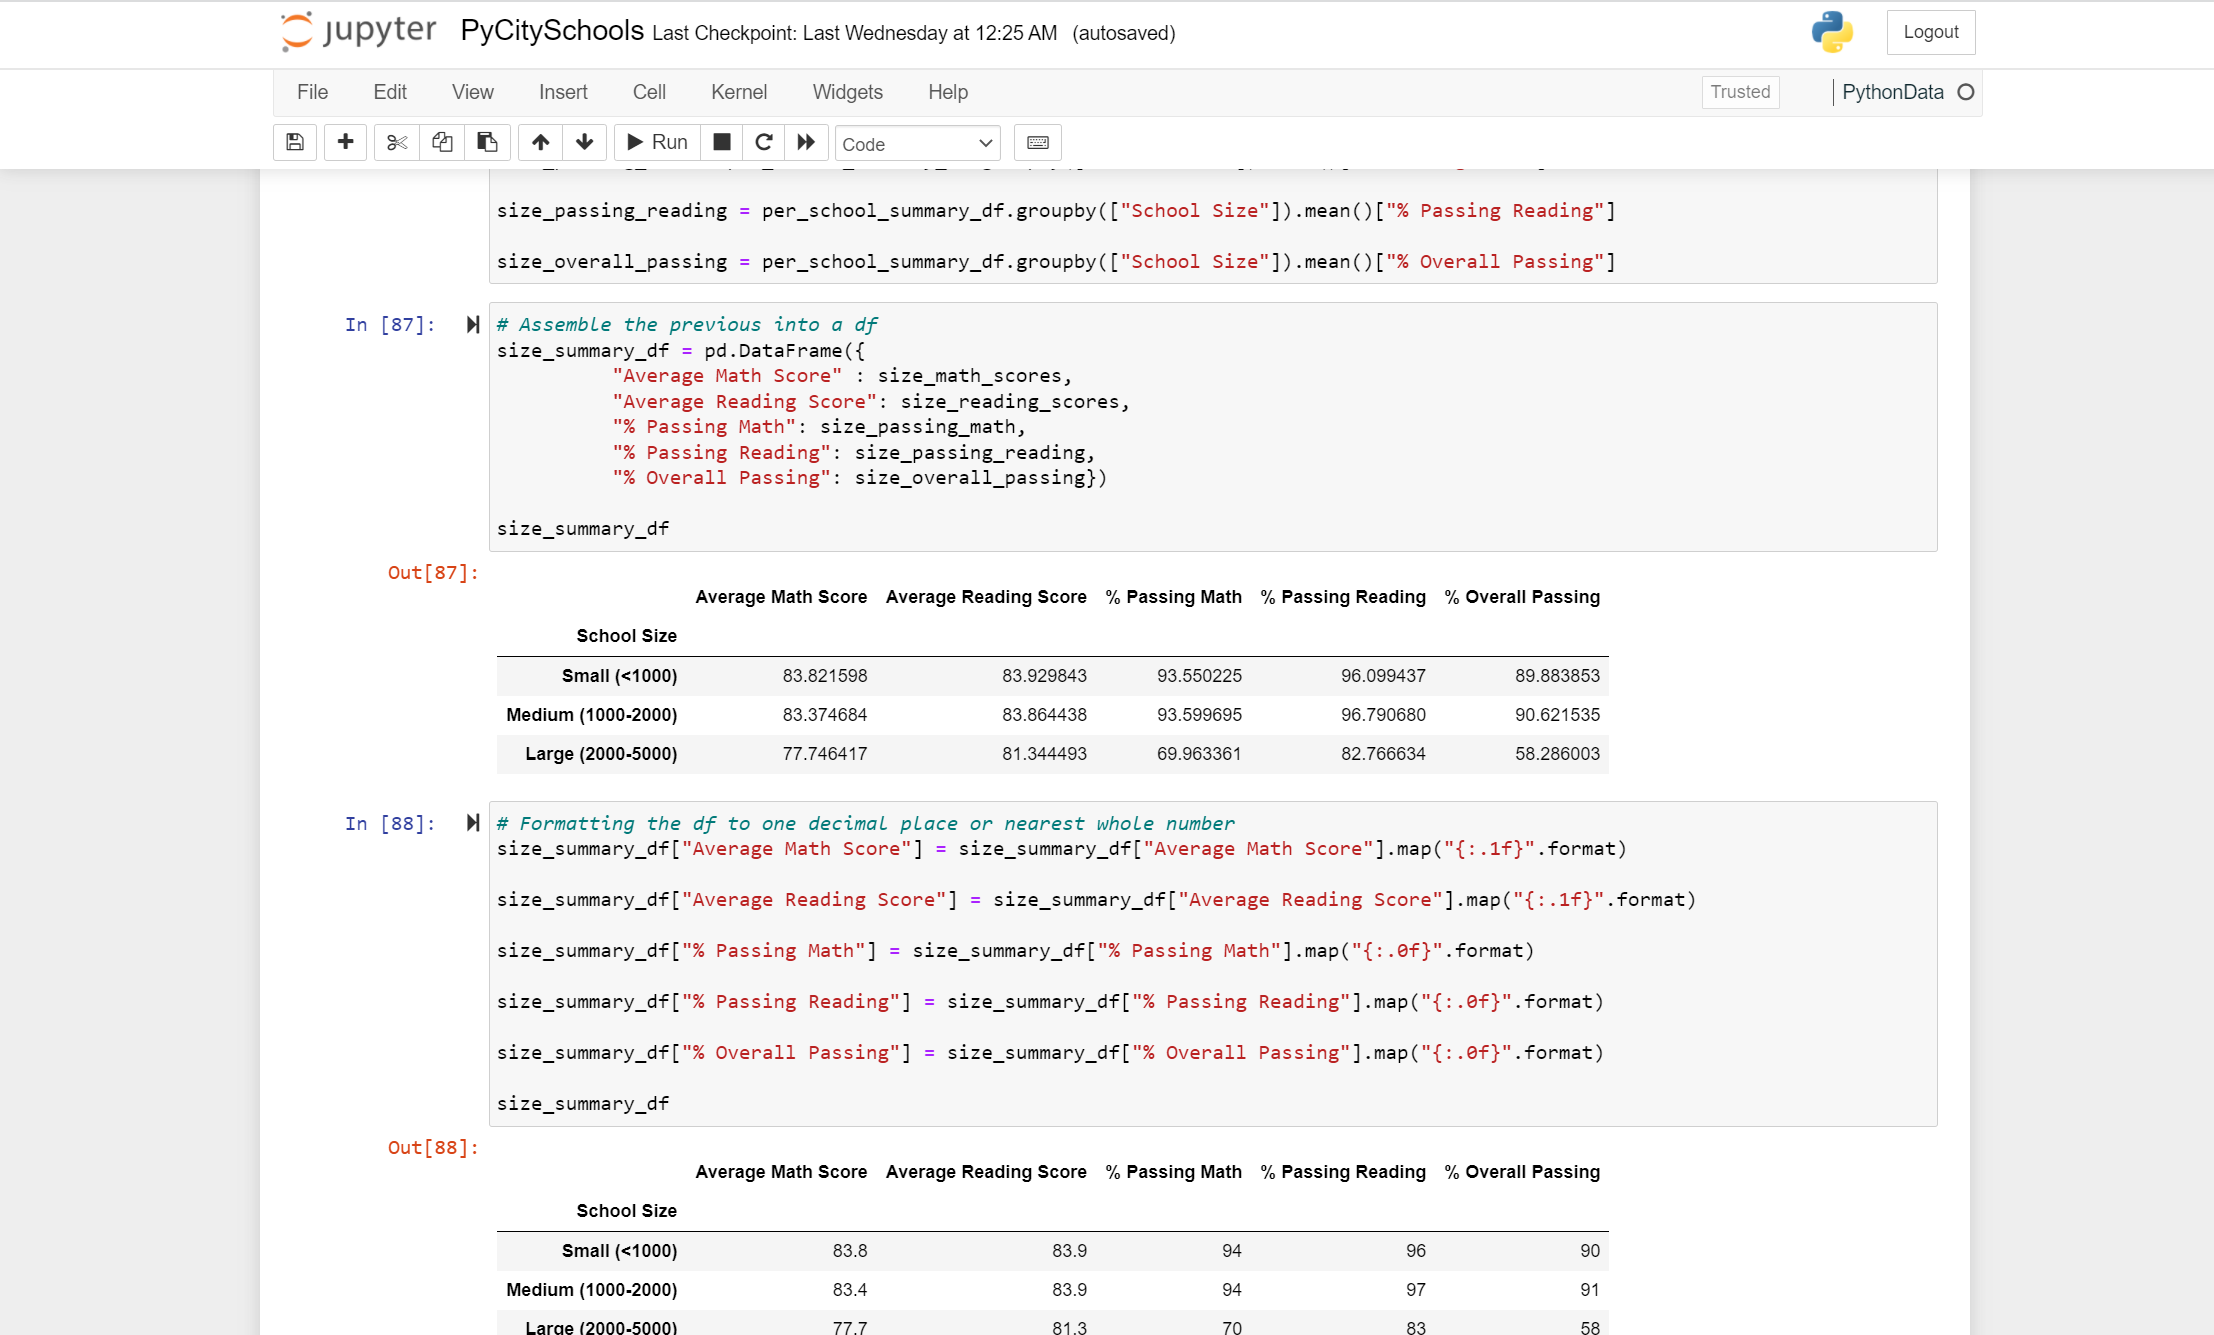 jupyter PyCitySchools Last Checkpoint: Last Wednesday at 12:25 AM (autosaved) Logout
File Edit View Insert Cell Kernel Widgets Help Trusted PythonData
Run Code
size_passing_reading = per_school_summary_df.groupby(["School Size"]).mean()["% Passing Reading"]
size_overall_passing = per_school_summary_df.groupby(["School Size"]).mean()["% Overall Passing"]
In [87]: # Assemble the previous into a df
size_summary_df = pd.DataFrame({
"Average Math Score" : size_math_scores,
"Average Reading Score": size_reading_scores,
"% Passing Math": size_passing_math,
"% Passing Reading": size_passing_reading,
"% Overall Passing": size_overall_passing})
size_summary_df
Out[87]:
Average Math Score Average Reading Score % Passing Math % Passing Reading % Overall Passing
School Size
Small (<1000) 83.821598 83.929843 93.550225 96.099437 89.883853
Medium (1000-2000) 83.374684 83.864438 93.599695 96.790680 90.621535
Large (2000-5000) 77.746417 81.344493 69.963361 82.766634 58.286003
In [88]: # Formatting the df to one decimal place or nearest whole number
size_summary_df["Average Math Score"] = size_summary_df["Average Math Score"].map("{:.1f}".format)
size_summary_df["Average Reading Score"] = size_summary_df["Average Reading Score"].map("{:.1f}".format)
size_summary_df["% Passing Math"] = size_summary_df["% Passing Math"].map("{:.0f}".format)
size_summary_df["% Passing Reading"] = size_summary_df["% Passing Reading"].map("{:.0f}".format)
size_summary_df["% Overall Passing"] = size_summary_df["% Overall Passing"].map("{:.0f}".format)
size_summary_df
Out[88]:
Average Math Score Average Reading Score % Passing Math % Passing Reading % Overall Passing
School Size
Small (<1000) 83.8 83.9 94 96 90
Medium (1000-2000) 83.4 83.9 94 97 91
Large (2000-5000) 77.7 81.3 70 83 58